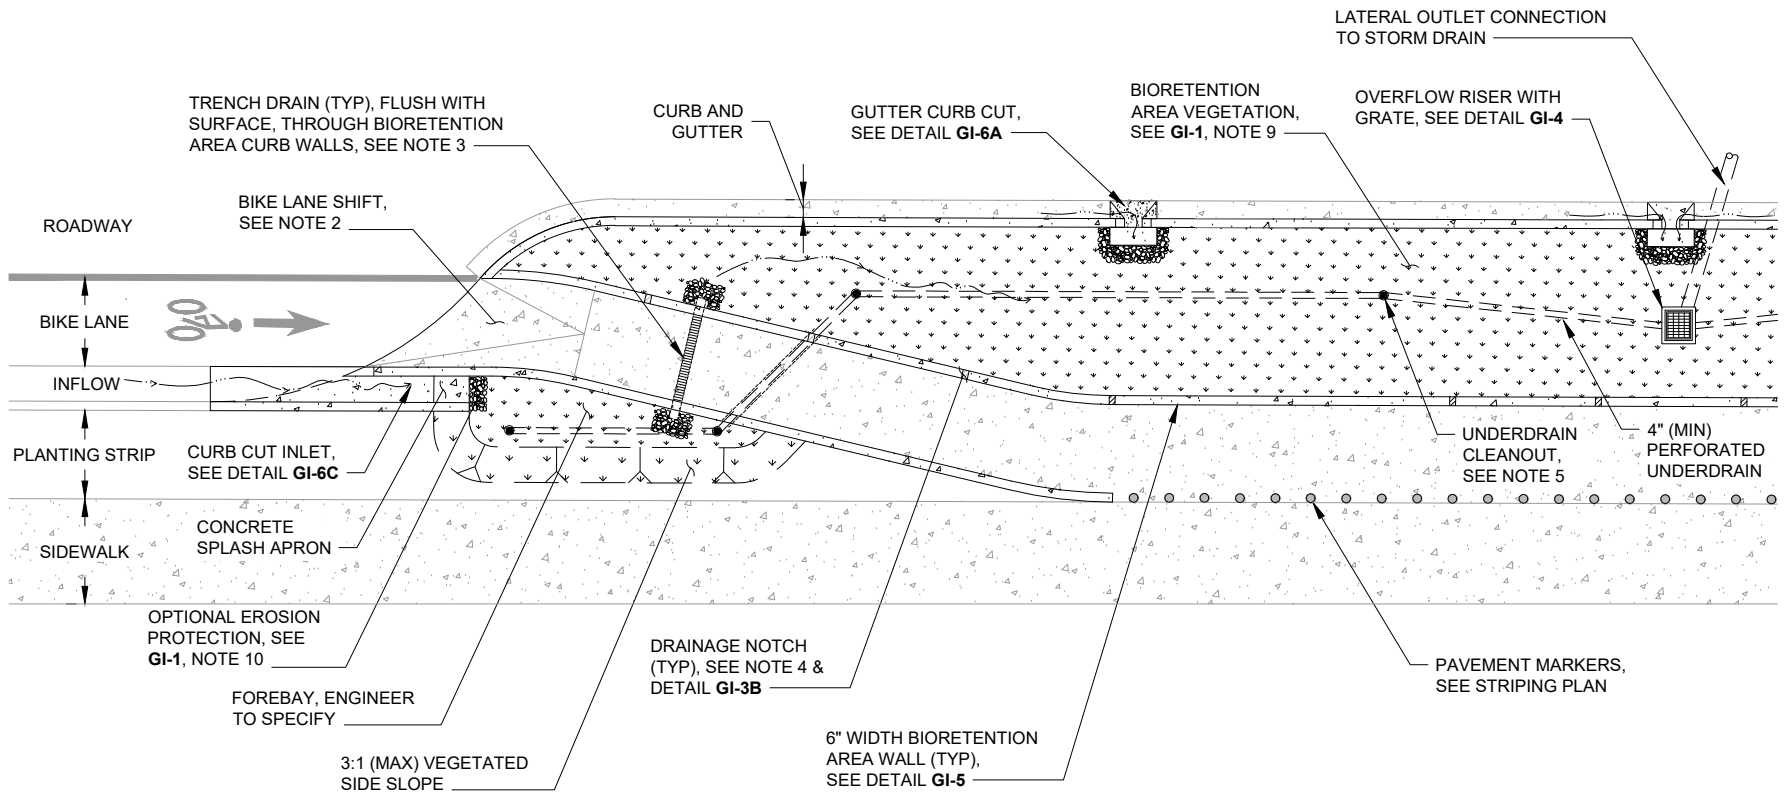 LATERAL OUTLET CONNECTION
TO STORM DRAIN
TRENCH DRAIN (TYP), FLUSH WITH
SURFACE, THROUGH BIORETENTION
AREA CURB WALLS, SEE NOTE 3
CURB AND
GUTTER
GUTTER CURB CUT,
SEE DETAIL GI-6A
BIORETENTION
AREA VEGETATION,
SEE GI-1, NOTE 9
OVERFLOW RISER WITH
GRATE, SEE DETAIL GI-4
BIKE LANE SHIFT,
SEE NOTE 2
ROADWAY
BIKE LANE
INFLOW
PLANTING STRIP
SIDEWALK
CURB CUT INLET,
SEE DETAIL GI-6C
CONCRETE
SPLASH APRON
OPTIONAL EROSION
PROTECTION, SEE
GI-1, NOTE 10
FOREBAY, ENGINEER
TO SPECIFY
3:1 (MAX) VEGETATED
SIDE SLOPE
DRAINAGE NOTCH
(TYP), SEE NOTE 4 &
DETAIL GI-3B
6" WIDTH BIORETENTION
AREA WALL (TYP),
SEE DETAIL GI-5
UNDERDRAIN
CLEANOUT,
SEE NOTE 5
4" (MIN)
PERFORATED
UNDERDRAIN
PAVEMENT MARKERS,
SEE STRIPING PLAN